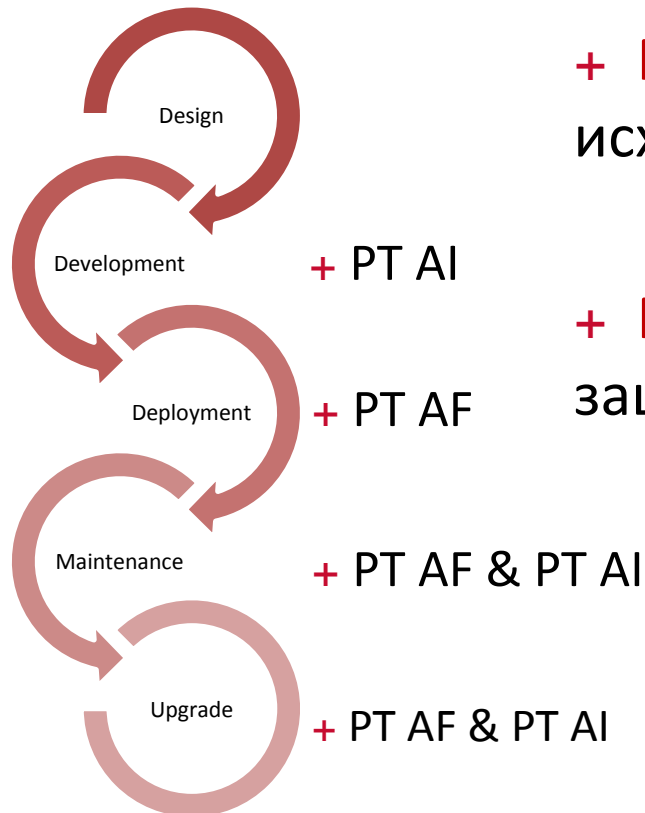 Design
Development
+ PT AI
Deployment
+ PT AF
Maintenance
+ PT AF & PT AI
Upgrade
+ PT AF & PT AI
+
+